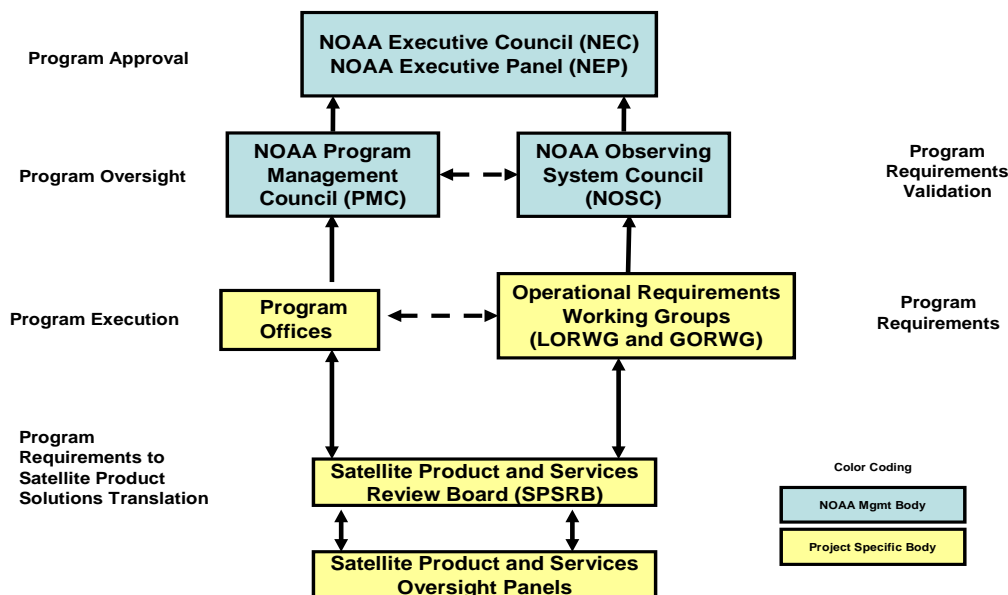 Program Approval
NOAA Executive Council (NEC)
NOAA Executive Panel (NEP)
Program Oversight
NOAA Program
Management
Council (PMC)
NOAA Observing
System Council
(NOSC)
Program
Requirements
Validation
Program Execution
Program
Offices
Operational Requirements
Working Groups
(LORWG and GORWG)
Program
Requirements
Program
Requirements to
Satellite Product
Solutions Translation
Satellite Product and Services
Review Board (SPSRB)
Satellite Product and Services
Oversight Panels
Color Coding
NOAA Mgmt Body
Project Specific Body